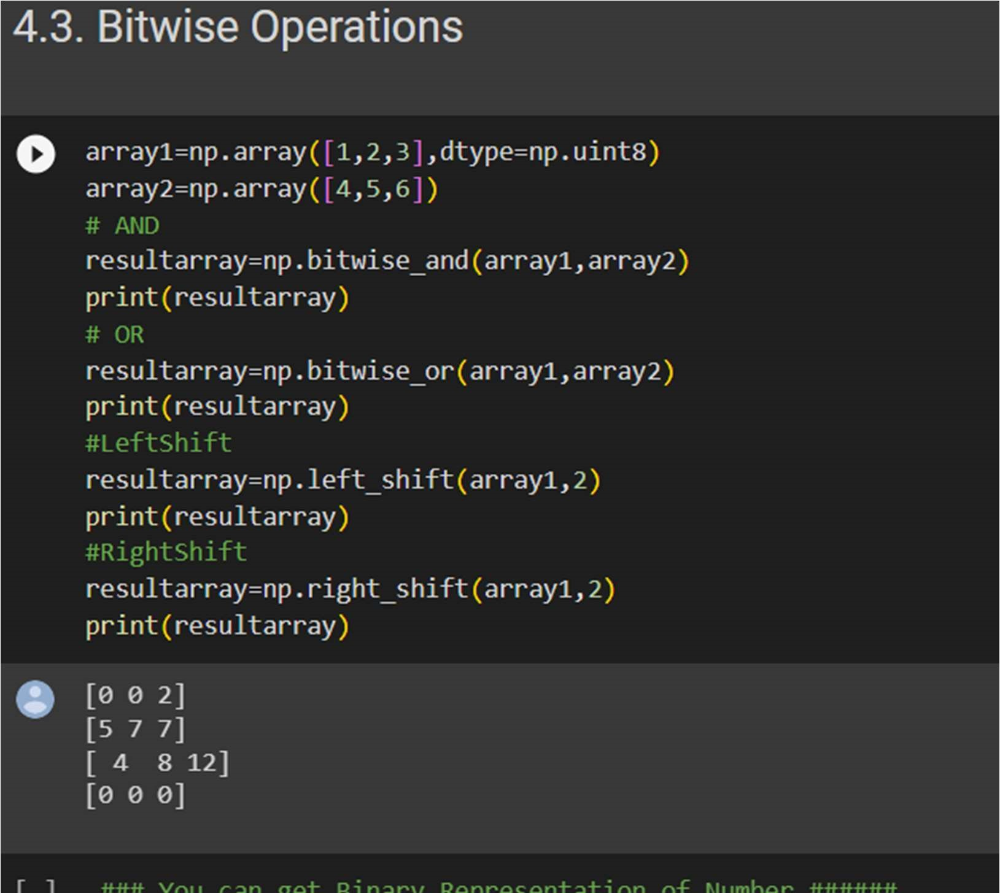 4.3. Bitwise Operations
array1=np.array([1,2,3],dtype=np.uint8)
array2=np.array([4,5,6])
# AND
resultarray=np.bitwise_and(array1,array2)
print(resultarray)
# OR
resultarray=np.bitwise_or(array1,array2)
print(resultarray)
#LeftShift
resultarray=np.left_shift(array1,2)
print(resultarray)
#RightShift
resultarray=np.right_shift(array1,2)
print(resultarray)
[0 0 2]
[5 7 7]
[ 4  8 12]
[0 0 0]
[ ] ### You can get Binary Representation of Number ######